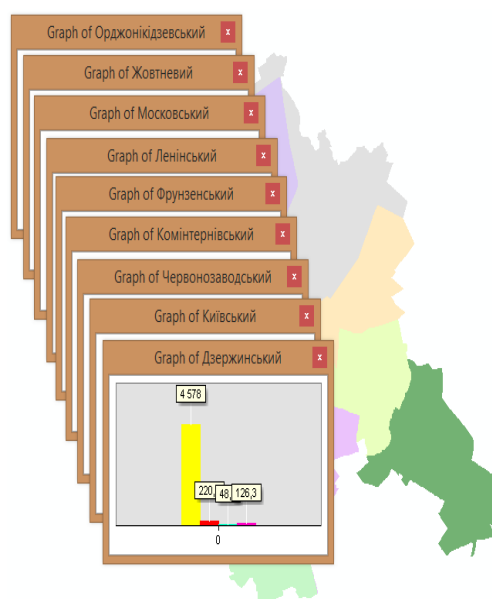 Graph of Орджонікідзевський
x
Graph of Жовтневий
x
Graph of Московський
x
Graph of Ленінський
x
Graph of Фрунзенський
x
Graph of Комінтернівський
x
Graph of Червонозаводський
x
Graph of Київський
x
Graph of Дзержинський
x
4 578
220, 48, 126,3
0